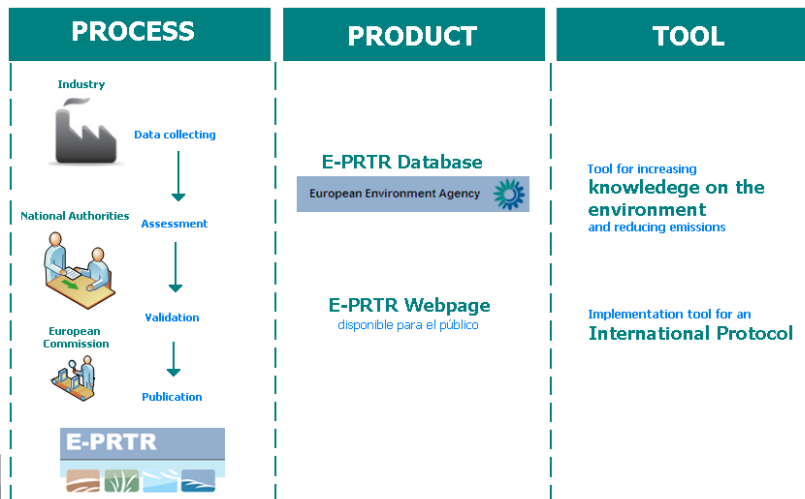 PROCESS
Industry
Data collecting
National Authorities
Assessment
Validation
European
Commission
Publication
E-PRTR
PRODUCT
E-PRTR Database
European Environment Agency
E-PRTR Webpage
disponible para el público
TOOL
Tool for increasing
knowledege on the
environment
and reducing emissions
Implementation tool for an
International Protocol